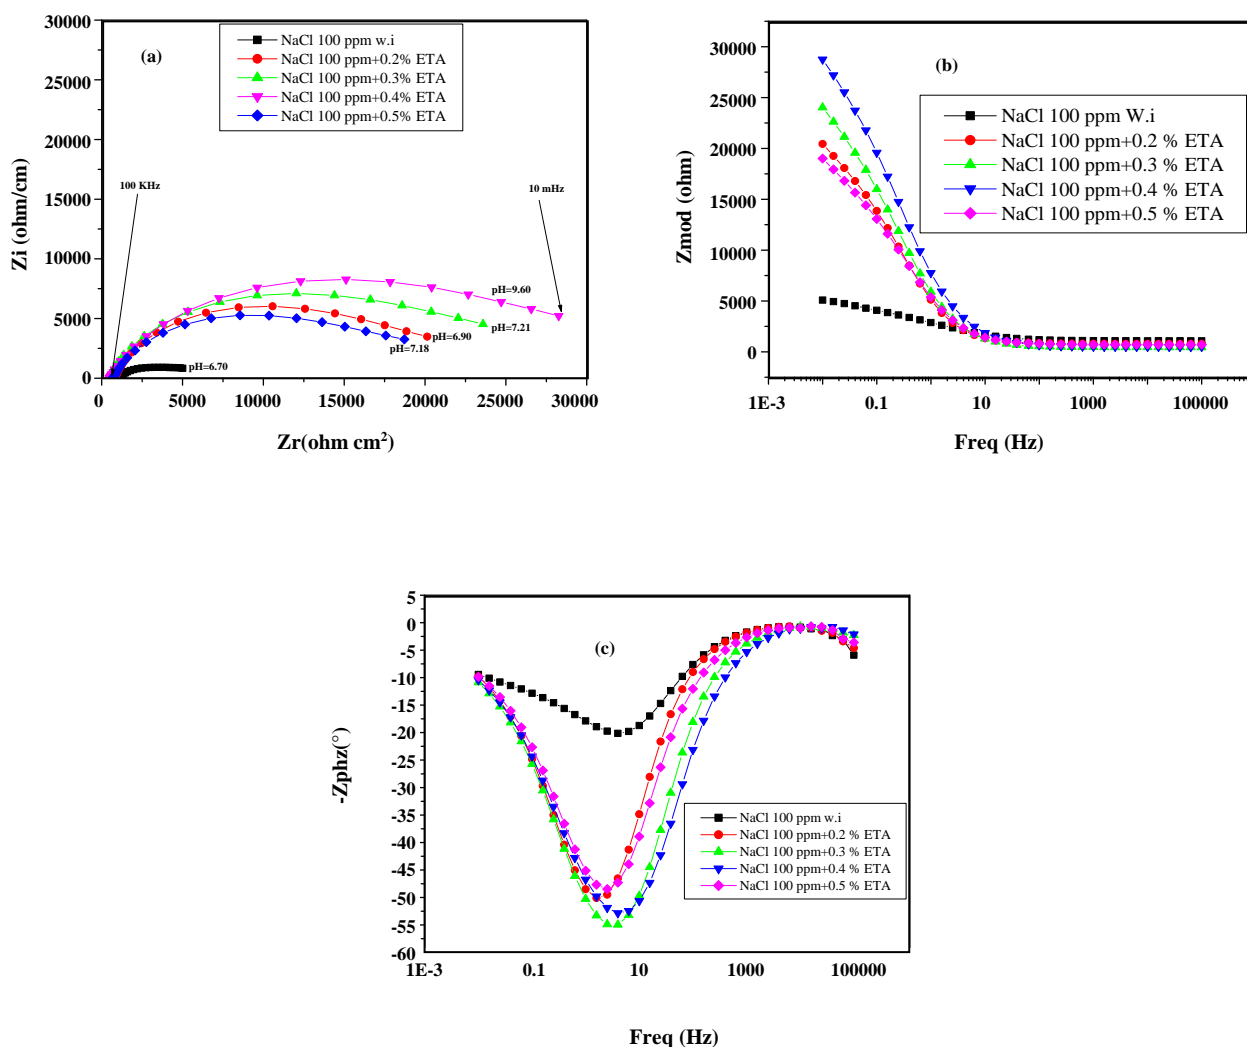 (a)
NaCl 100 ppm w.i
NaCl 100 ppm+0.2% ETA
NaCl 100 ppm+0.3% ETA
NaCl 100 ppm+0.4% ETA
NaCl 100 ppm+0.5% ETA
30000
25000
20000
15000
10000
5000
0
Zi (ohm/cm)
100 KHz
10 mHz
pH=9.60
pH=7.21
pH=6.90
pH=7.18
pH=6.70
0 5000 10000 15000 20000 25000 30000
Zr(ohm cm²)
(b)
NaCl 100 ppm W.i
NaCl 100 ppm+0.2 % ETA
NaCl 100 ppm+0.3 % ETA
NaCl 100 ppm+0.4 % ETA
NaCl 100 ppm+0.5 % ETA
30000
25000
20000
15000
10000
5000
0
Zmod (ohm)
1E-3 0.1 10 1000 100000
Freq (Hz)
(c)
5
0
-5
-10
-15
-20
-25
-30
-35
-40
-45
-50
-55
-60
-Zphz(°)
NaCl 100 ppm w.i
NaCl 100 ppm+0.2 % ETA
NaCl 100 ppm+0.3 % ETA
NaCl 100 ppm+0.4 % ETA
NaCl 100 ppm+0.5 % ETA
1E-3 0.1 10 1000 100000
Freq (Hz)